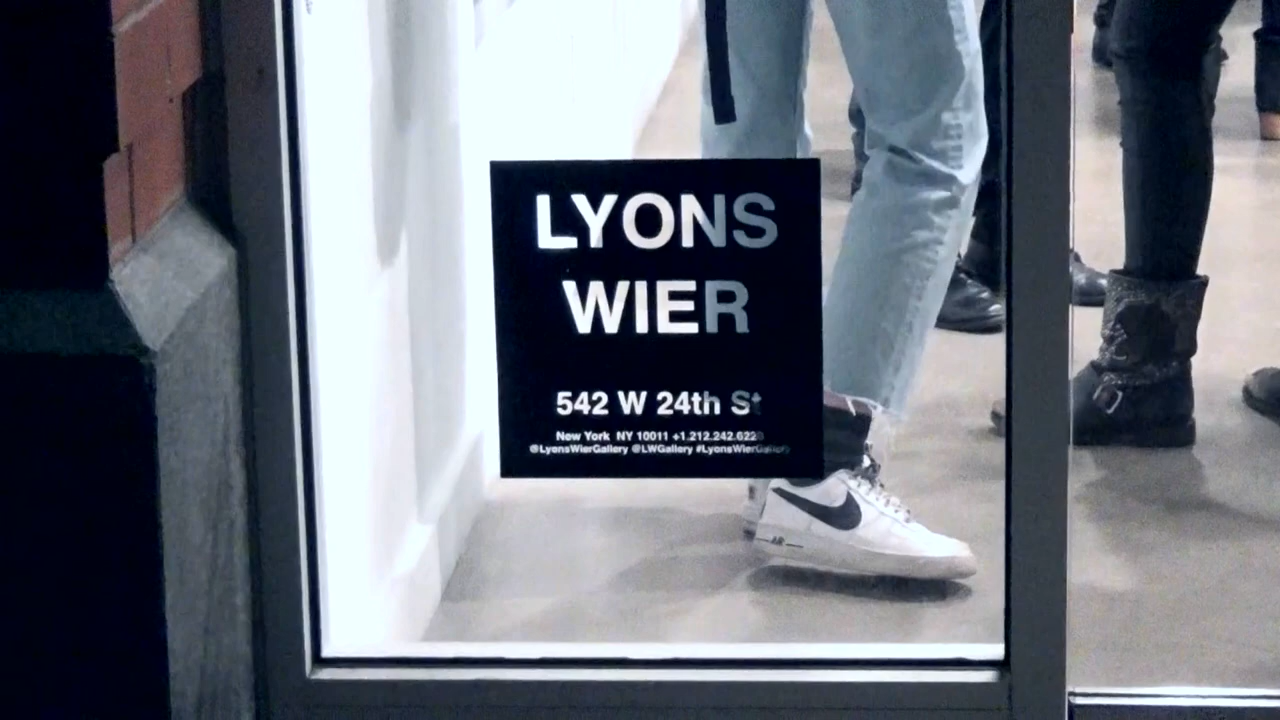 LYONS
WIER
542 W 24th St
New York NY 10011 +1.212.242.6220
@LyonsWierGallery @LWGallery #LyonsWierGallery